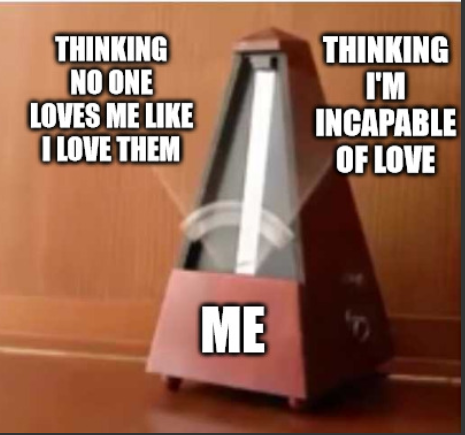 THINKING
NO ONE
LOVES ME LIKE
I LOVE THEM
THINKING
I'M
INCAPABLE
OF LOVE
ME